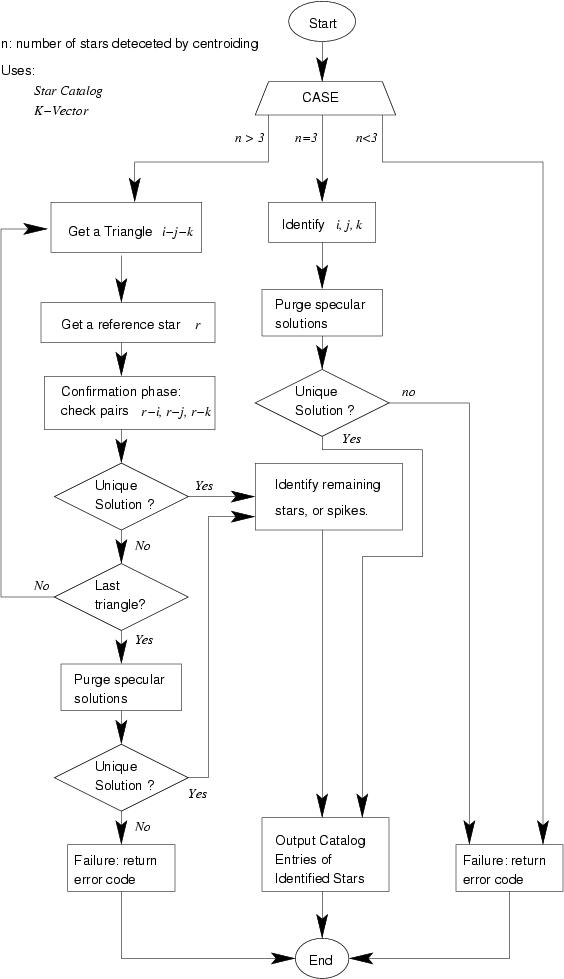 Start
n: number of stars deteceted by centroiding
Uses:
Star Catalog
K−Vector
CASE
n > 3
n=3
n<3
Get a Triangle i−j−k
Identify i, j, k
Get a reference star r
Purge specular
solutions
Confirmation phase:
check pairs r−i, r−j, r−k
Unique
Solution ?
no
Yes
Unique
Solution ?
Yes
Identify remaining
stars, or spikes.
No
Last
triangle?
No
Yes
Purge specular
solutions
Unique
Solution ?
Yes
No
Failure: return
error code
Output Catalog
Entries of
Identified Stars
Failure: return
error code
End